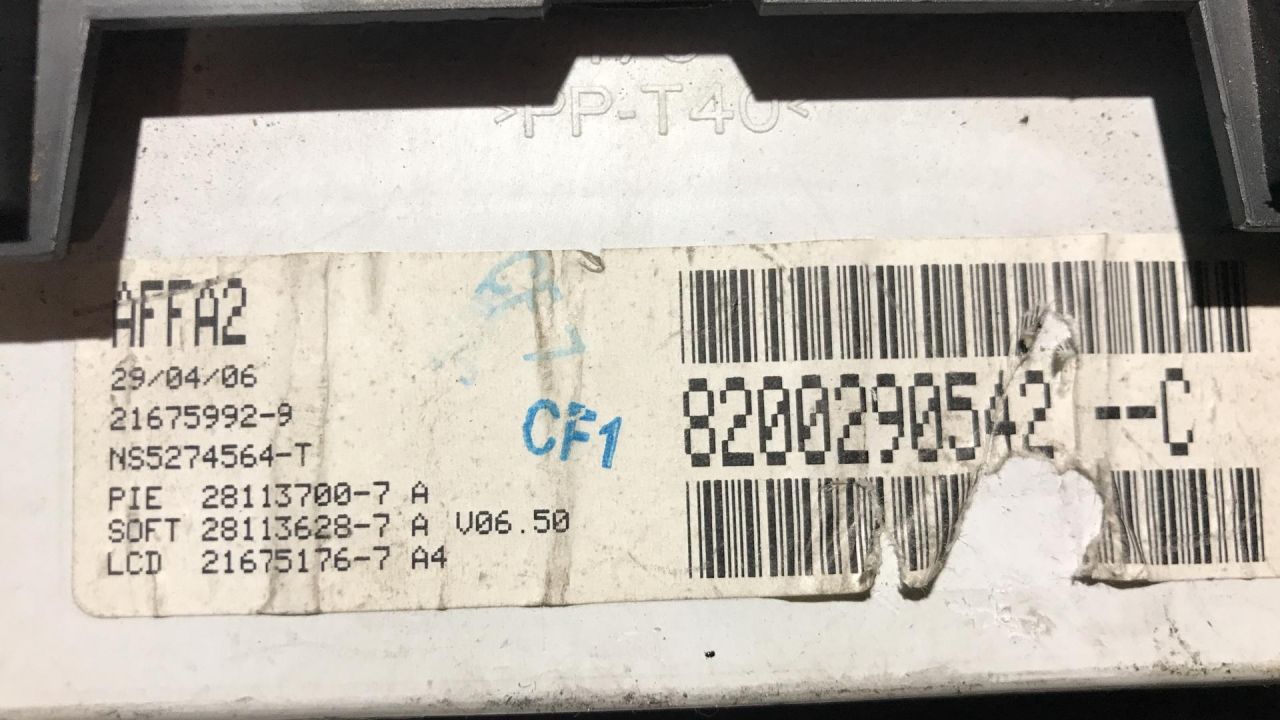 >PP-T40<
AFFA2
29/04/06
21675992-9
NS5274564-T
PIE 28113700-7 A
SOFT 28113628-7 A V06.50
LCD 21675176-7 A4
CF1
CF1
8200290542 --C